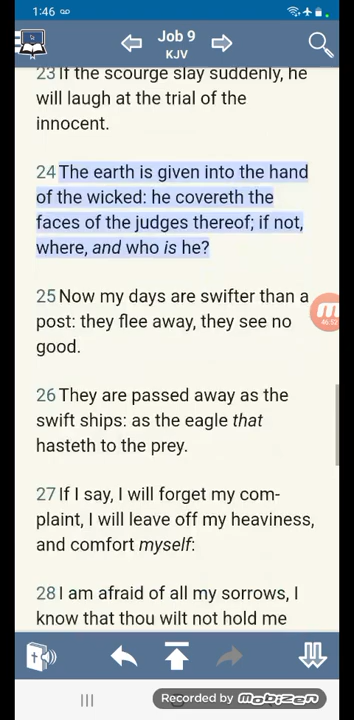 1:46
Job 9
KJV
23 If the scourge slay suddenly, he
will laugh at the trial of the
innocent.
24 The earth is given into the hand
of the wicked: he covereth the
faces of the judges thereof; if not,
where, and who is he?
25 Now my days are swifter than a
post: they flee away, they see no
good.
26 They are passed away as the
swift ships: as the eagle that
hasteth to the prey.
27 If I say, I will forget my com-
plaint, I will leave off my heaviness,
and comfort myself:
28 I am afraid of all my sorrows, I
know that thou wilt not hold me
Recorded by mobizen